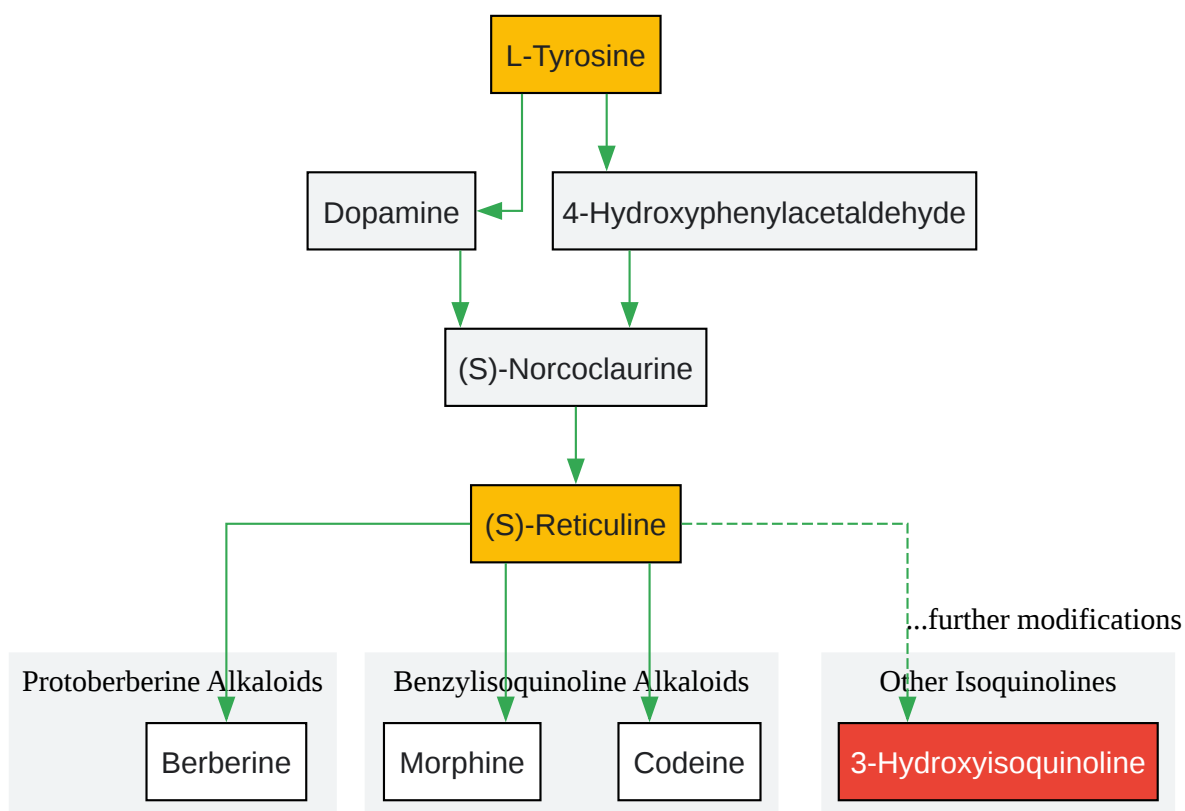 L-Tyrosine
Dopamine
4-Hydroxyphenylacetaldehyde
(S)-Norcoclaurine
(S)-Reticuline
...further modifications
Protoberberine Alkaloids
Benzylisoquinoline Alkaloids
Other Isoquinolines
Berberine
Morphine
Codeine
3-Hydroxyisoquinoline